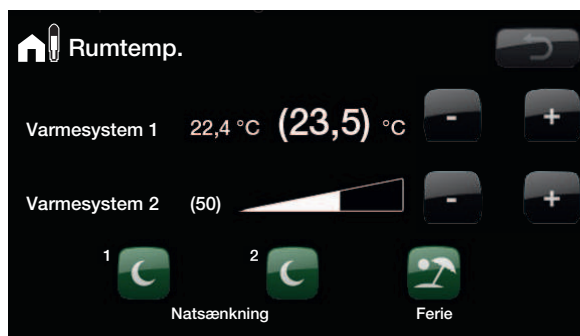 Rumtemp.
Varmesystem 1 22,4 °C (23,5) °C - +
Varmesystem 2 (50) - +
1 2
Natsænkning Ferie